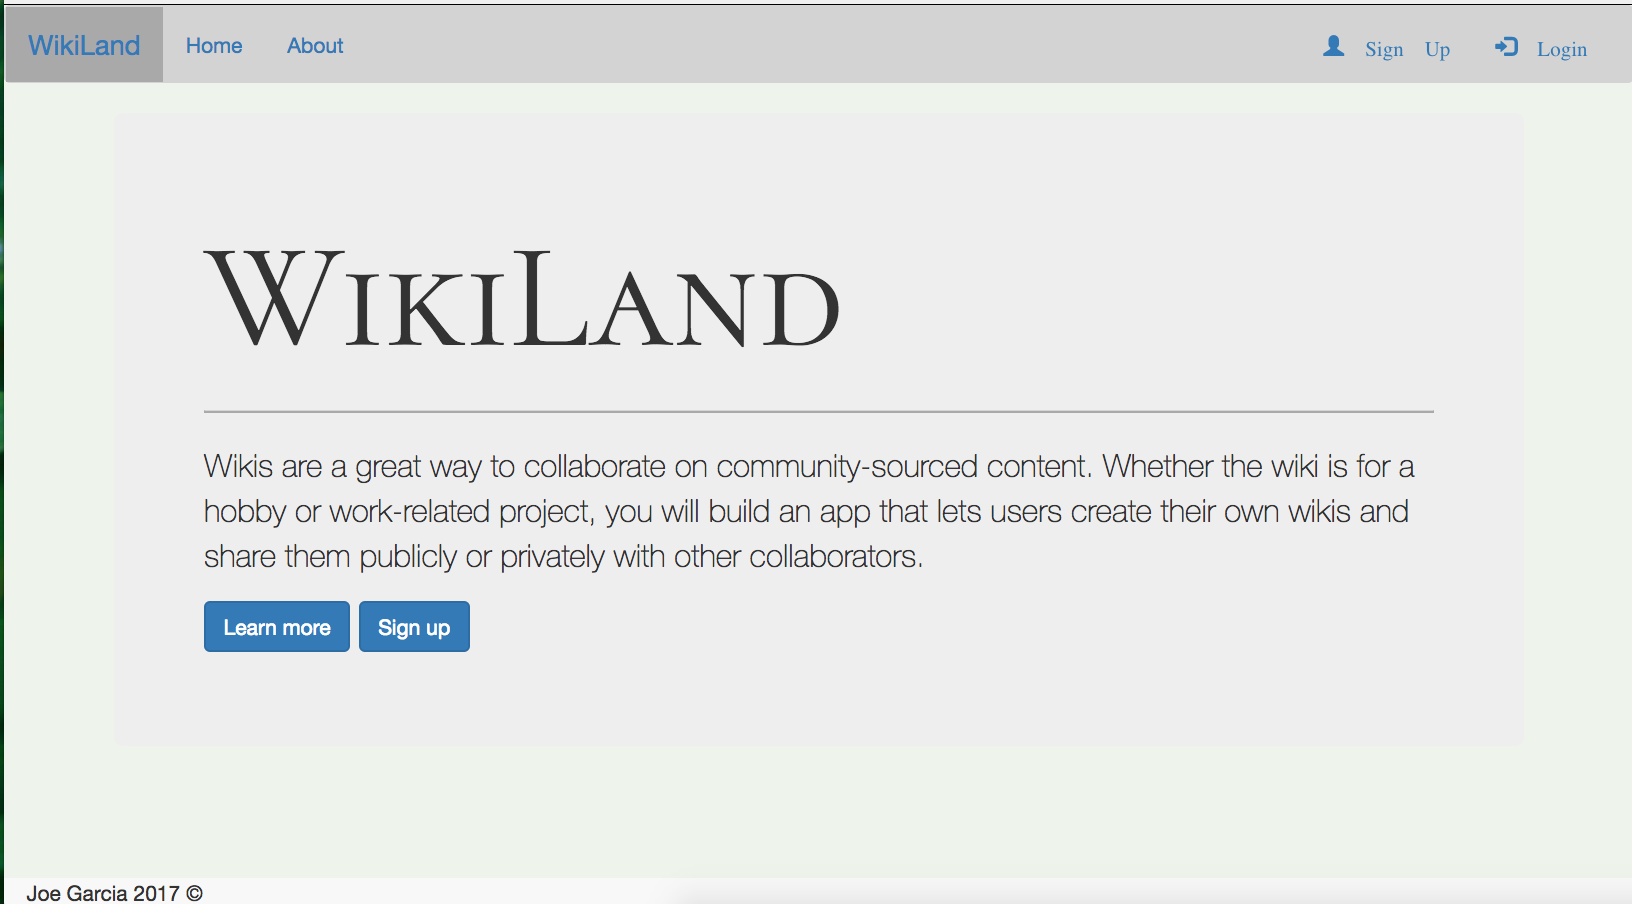 WikiLand Home About Sign Up Login
WikiLand
Wikis are a great way to collaborate on community-sourced content. Whether the wiki is for a
hobby or work-related project, you will build an app that lets users create their own wikis and
share them publicly or privately with other collaborators.
Learn more Sign up
Joe Garcia 2017 ©